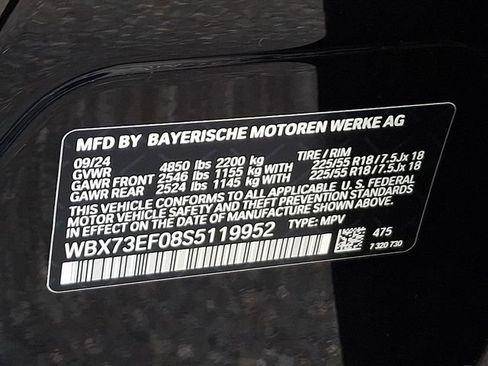 MFD BY BAYERISCHE MOTOREN WERKE AG
09/24 TIRE / RIM
GVWR 4850 lbs 2200 kg
GAWR FRONT 2546 lbs 1155 kg WITH 225/55 R18 / 7.5Jx 18
GAWR REAR 2524 lbs 1145 kg WITH 225/55 R18 / 7.5Jx 18
THIS VEHICLE CONFORMS TO ALL APPLICABLE U.S. FEDERAL
MOTOR VEHICLE SAFETY AND THEFT PREVENTION STANDARDS
IN EFFECT ON THE DATE OF MANUFACTURE SHOWN ABOVE.
WBX73EF08S5119952 TYPE: MPV
475
7 320 730